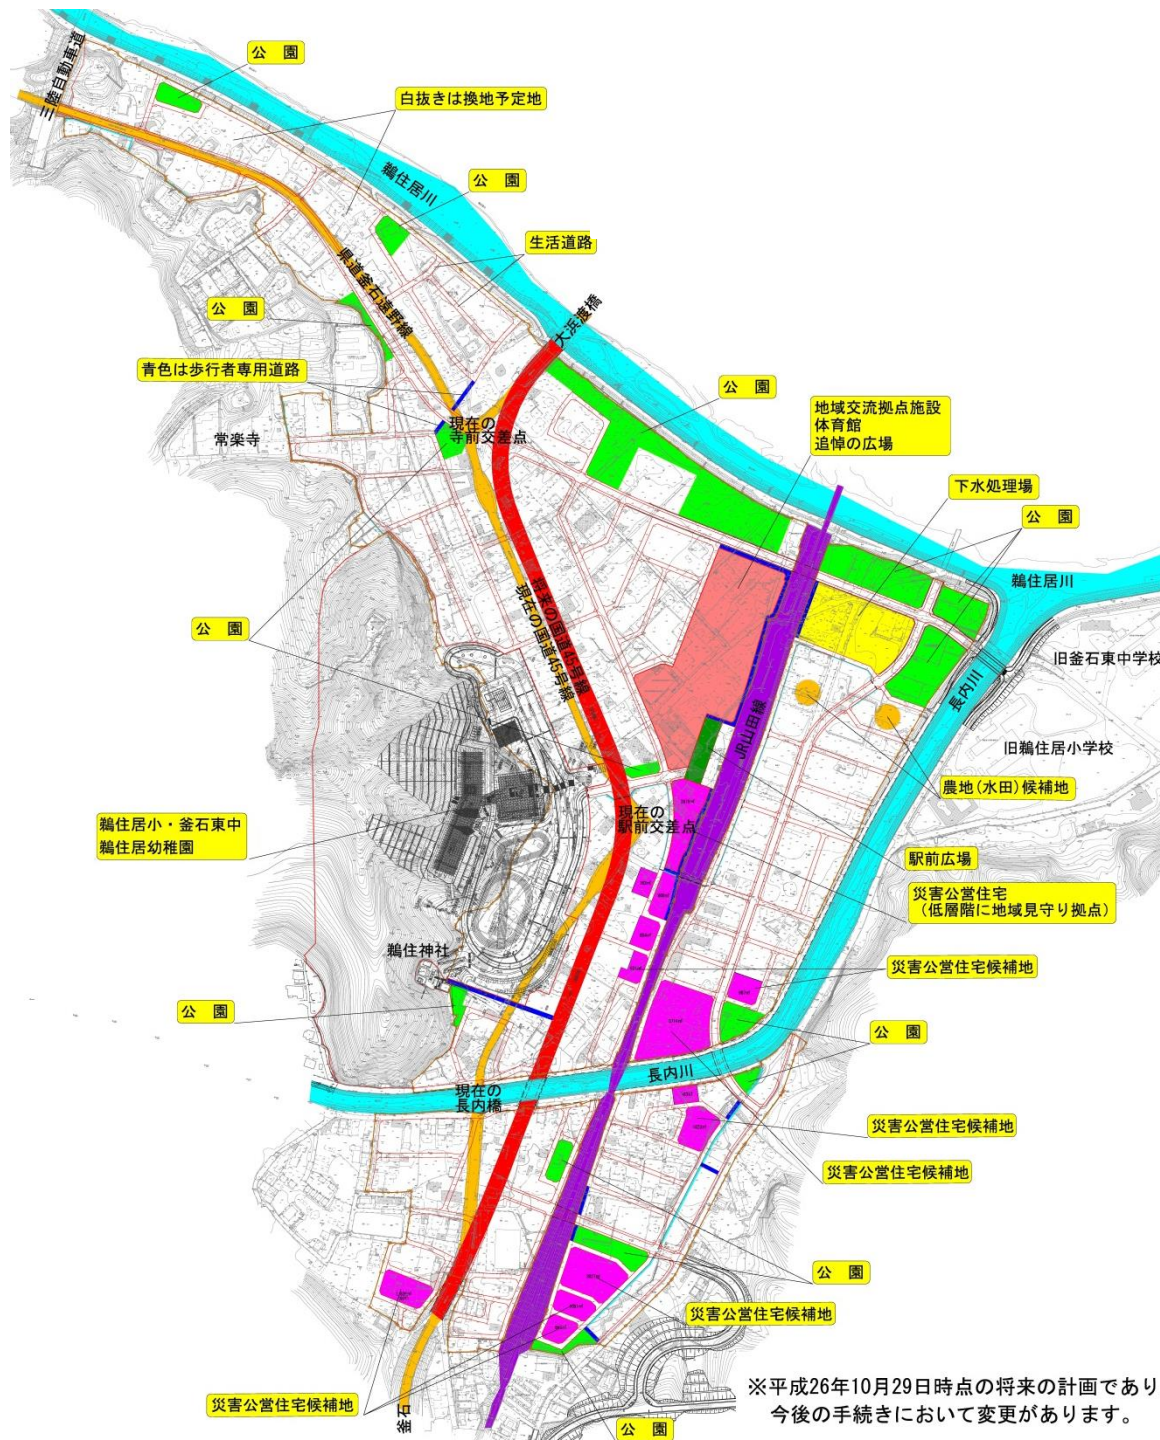 三陸自動車道
公　園
白抜きは換地予定地
鵜住居川
公　園
生活道路
県道釜石遠野線
公　園
大浜渡橋
青色は歩行者専用道路
公　園
現在の
寺前交差点
常楽寺
地域交流拠点施設
体育館
追悼の広場
下水処理場
公　園
鵜住居川
将来の国道45号線
現在の国道45号線
公　園
旧釜石東中学校
長内川
JR山田線
旧鵜住居小学校
農地(水田)候補地
現在の
駅前交差点
鵜住居小・釜石東中
鵜住居幼稚園
駅前広場
災害公営住宅
(低層階に地域見守り拠点)
鵜住神社
災害公営住宅候補地
公　園
公　園
長内川
現在の
長内橋
災害公営住宅候補地
災害公営住宅候補地
公　園
災害公営住宅候補地
災害公営住宅候補地
釜石
公　園
※平成26年10月29日時点の将来の計画であり
今後の手続きにおいて変更があります。